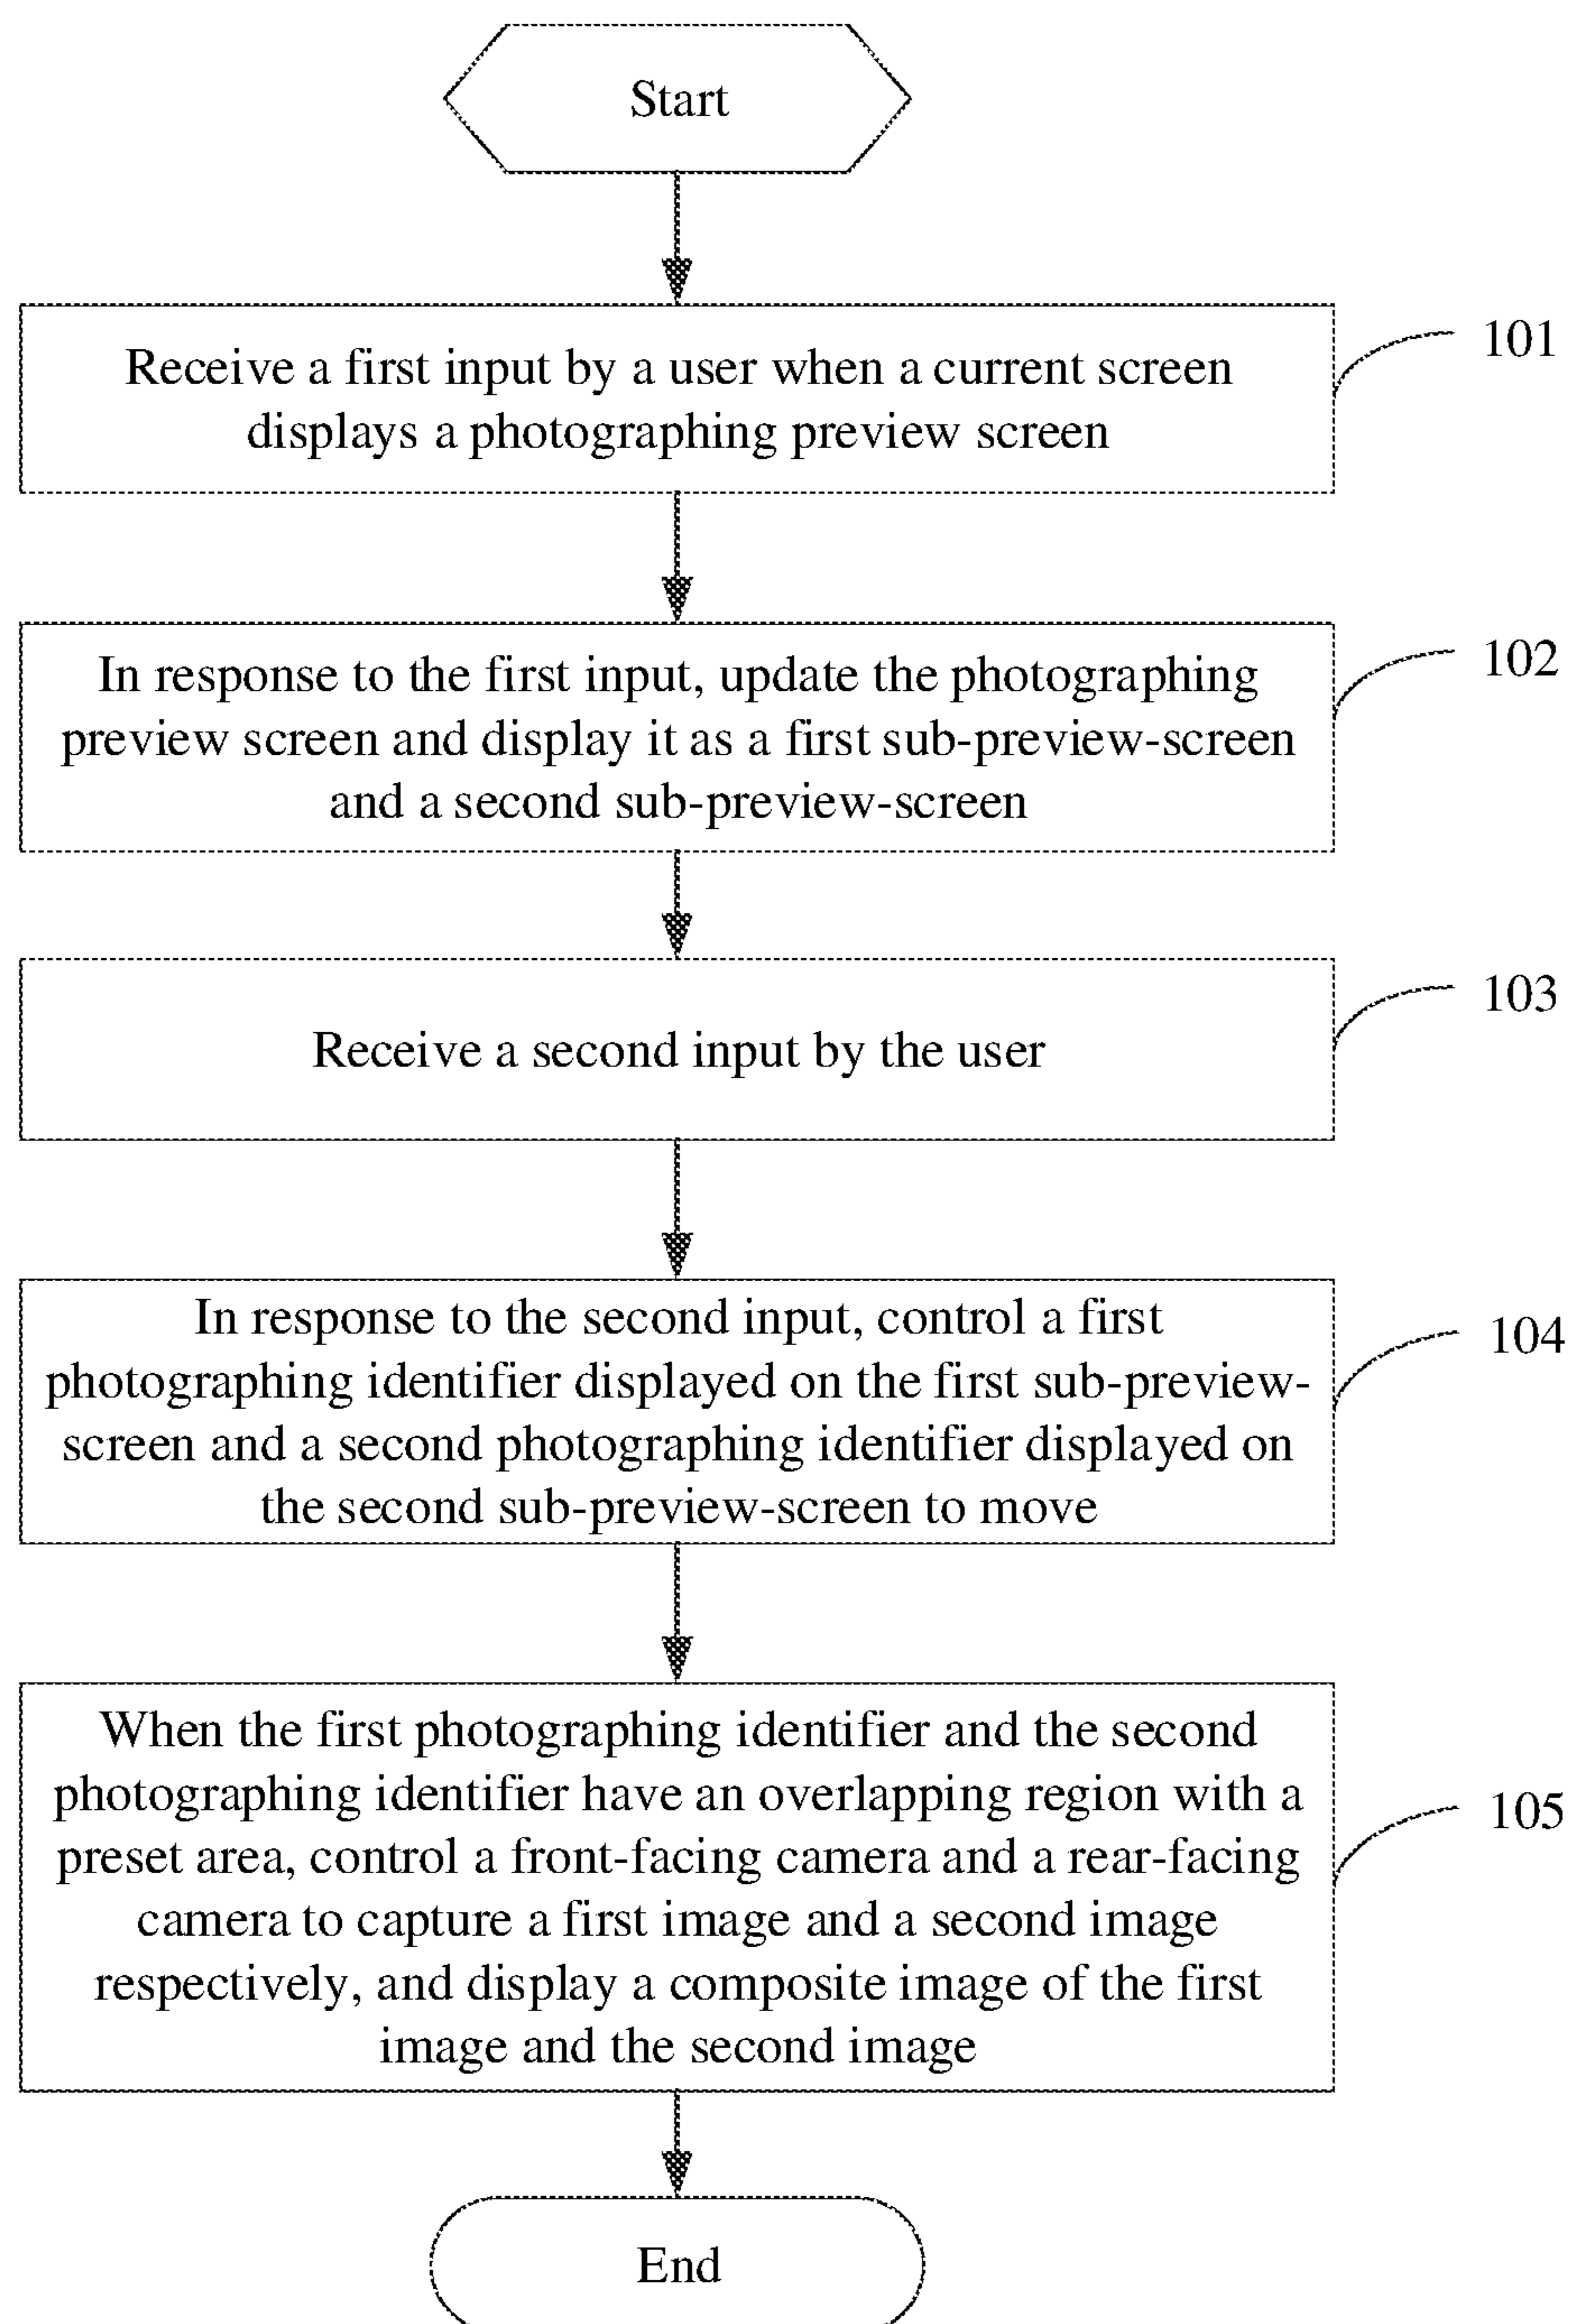 Start
Receive a first input by a user when a current screen
displays a photographing preview screen
101
In response to the first input, update the photographing
preview screen and display it as a first sub-preview-screen
and a second sub-preview-screen
102
Receive a second input by the user
103
In response to the second input, control a first
photographing identifier displayed on the first sub-preview-
screen and a second photographing identifier displayed on
the second sub-preview-screen to move
104
When the first photographing identifier and the second
photographing identifier have an overlapping region with a
preset area, control a front-facing camera and a rear-facing
camera to capture a first image and a second image
respectively, and display a composite image of the first
image and the second image
105
End